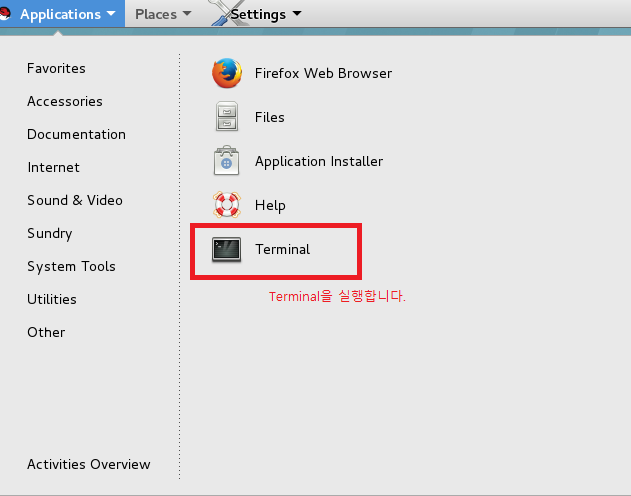 Applications Places Settings
Favorites
Accessories
Documentation
Internet
Sound & Video
Sundry
System Tools
Utilities
Other
Activities Overview
Firefox Web Browser
Files
Application Installer
Help
Terminal
Terminal을 실행합니다.